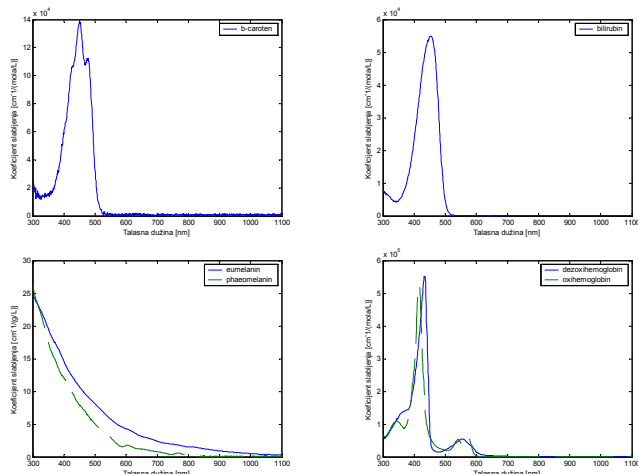 x 10^4
14
12
10
8
6
4
2
0
300 400 500 600 700 800 900 1000 1100
Talasna dužina [nm]
Koeficijent slabljenja [cm-1/(mola/L)]
b-caroten
x 10^4
6
5
4
3
2
1
0
300 400 500 600 700 800 900 1000 1100
Talasna dužina [nm]
Koeficijent slabljenja [cm-1/(mola/L)]
bilirubin
30
25
20
15
10
5
0
300 400 500 600 700 800 900 1000 1100
Talasna dužina [nm]
Koeficijent slabljenja [cm-1/(g/L)]
eumelanin
phaeomelanin
x 10^5
6
5
4
3
2
1
0
300 400 500 600 700 800 900 1000 1100
Talasna dužina [nm]
Koeficijent slabljenja [cm-1/(mola/L)]
dezoxihemoglobin
oxihemoglobin